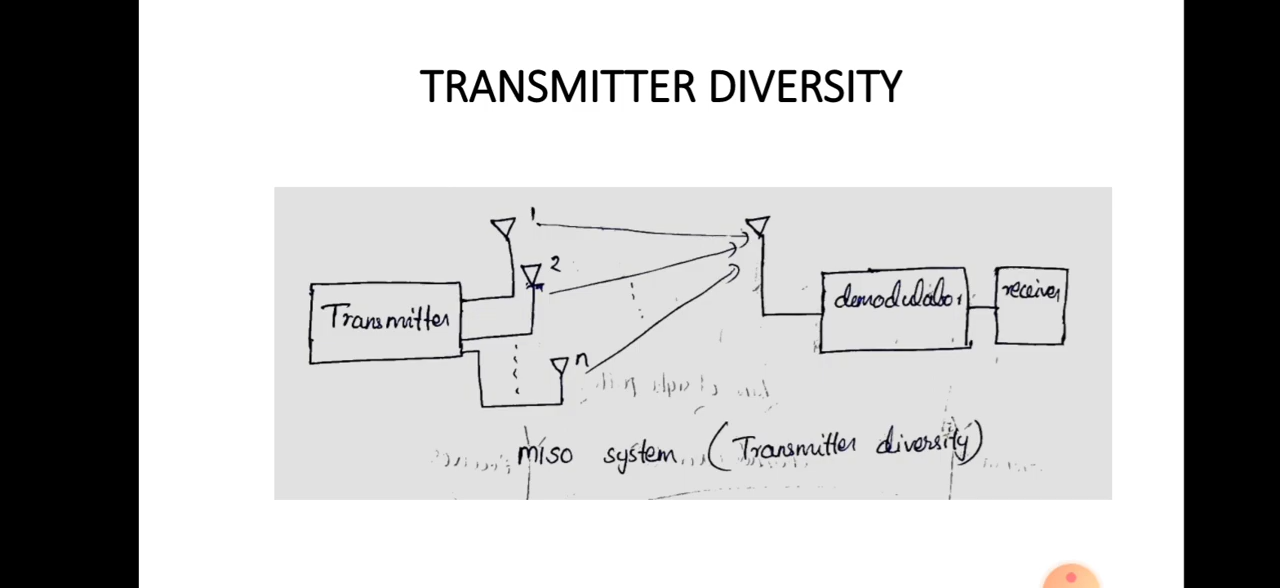 TRANSMITTER DIVERSITY
1
2
Transmitter
demodulator
receiver
n
miso system (Transmitter diversity)